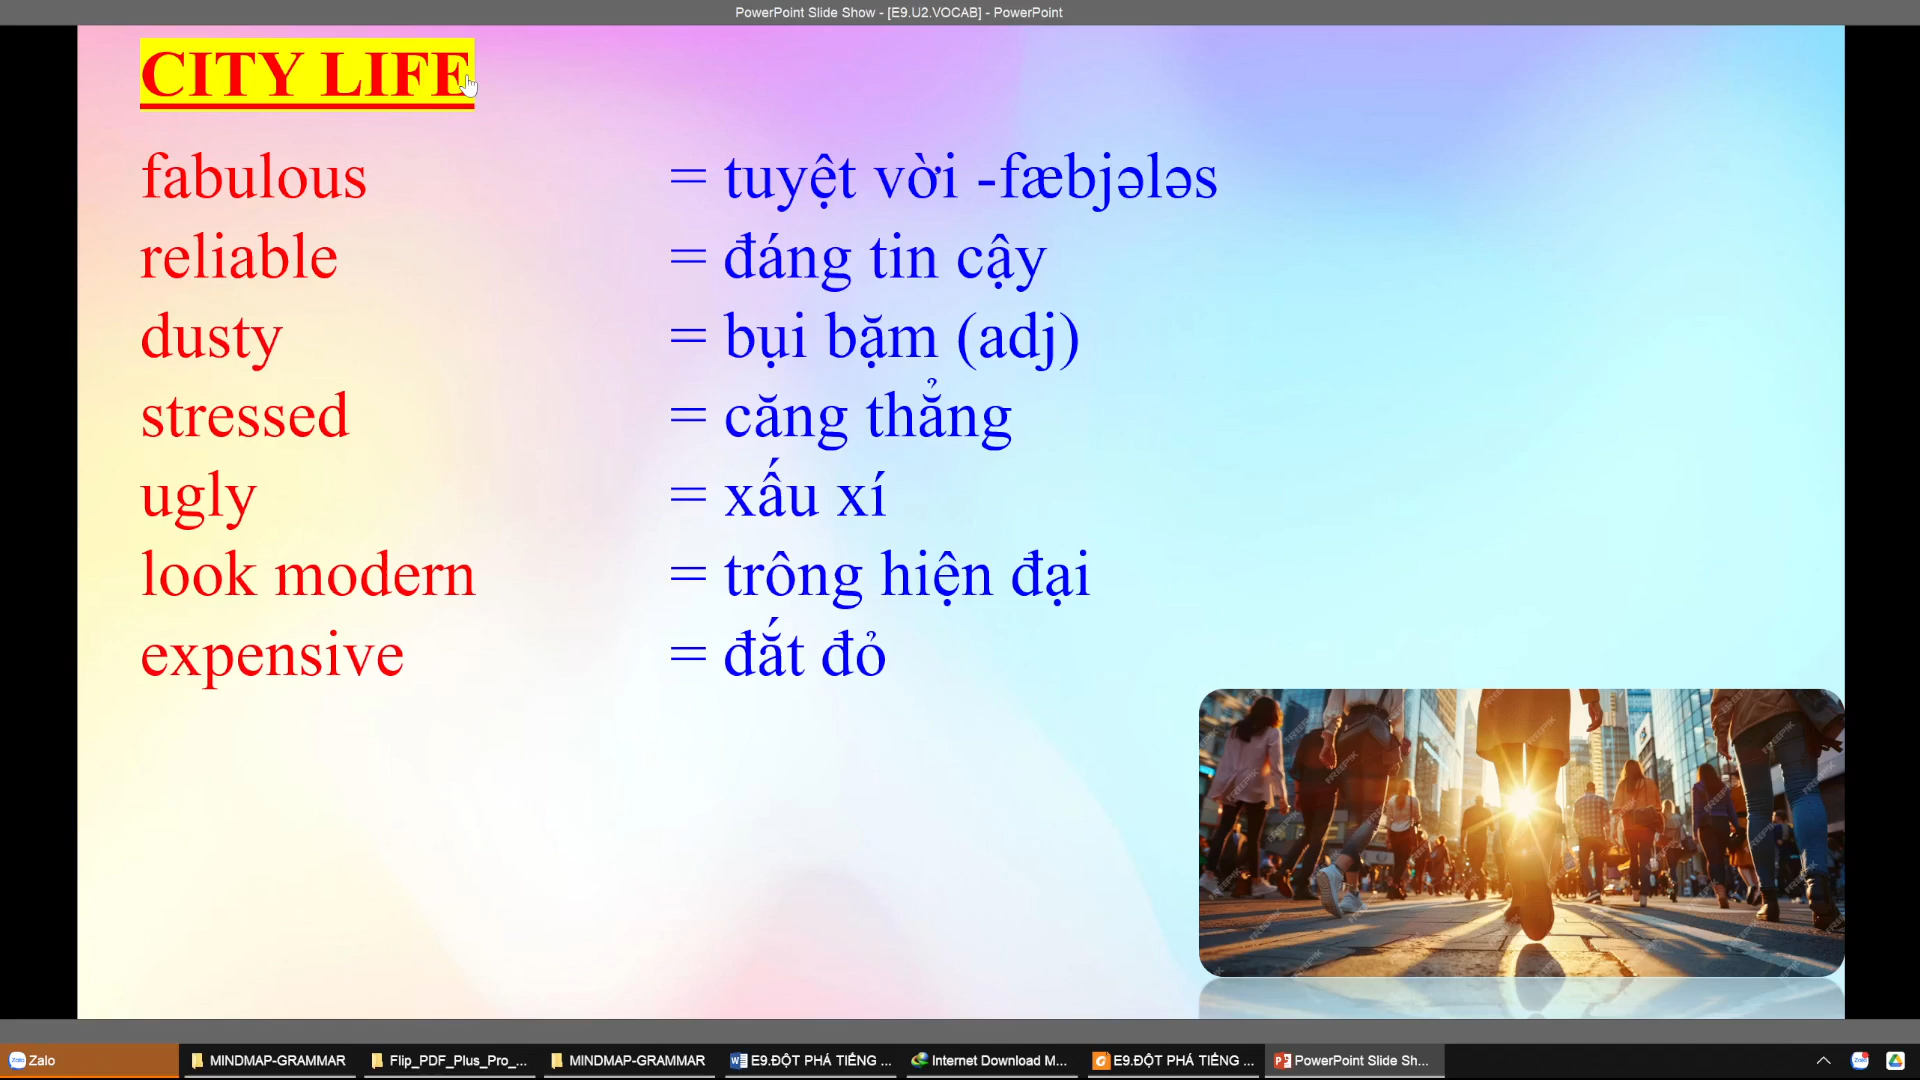 PowerPoint Slide Show - [E9.U2.VOCAB] - PowerPoint
CITY LIFE
fabulous = tuyệt vời -fæbjələs
reliable = đáng tin cậy
dusty = bụi bặm (adj)
stressed = căng thẳng
ugly = xấu xí
look modern = trông hiện đại
expensive = đắt đỏ
Zalo MINDMAP-GRAMMAR Flip_PDF_Plus_Pro_... MINDMAP-GRAMMAR E9.ĐỘT PHÁ TIẾNG ... Internet Download M... E9.ĐỘT PHÁ TIẾNG ... PowerPoint Slide Sh...